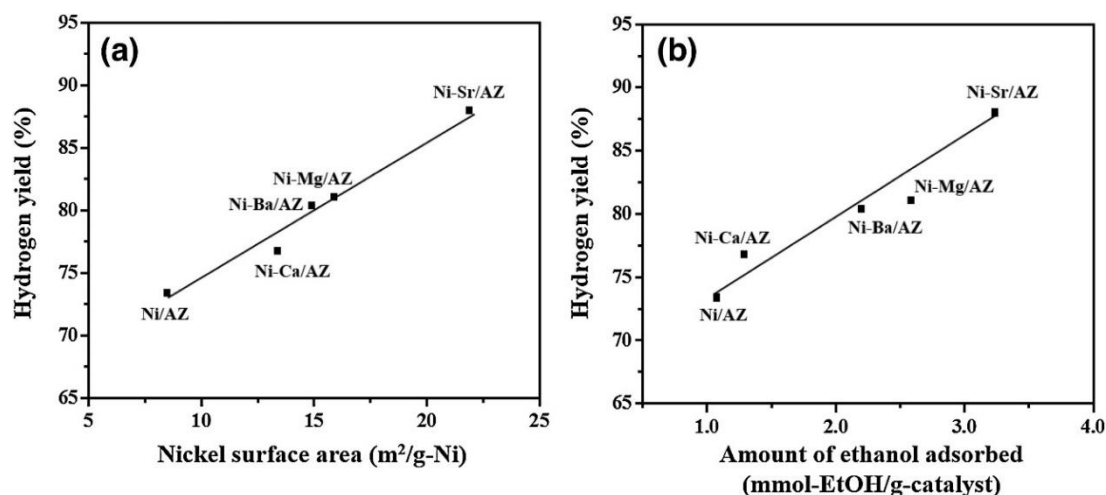 (a)
Hydrogen yield (%)
95
90
85
80
75
70
65
Ni-Sr/AZ
Ni-Mg/AZ
Ni-Ba/AZ
Ni-Ca/AZ
Ni/AZ
5
10
15
20
25
Nickel surface area (m²/g-Ni)
(b)
Hydrogen yield (%)
95
90
85
80
75
70
65
Ni-Sr/AZ
Ni-Mg/AZ
Ni-Ba/AZ
Ni-Ca/AZ
Ni/AZ
1.0
2.0
3.0
4.0
Amount of ethanol adsorbed
(mmol-EtOH/g-catalyst)